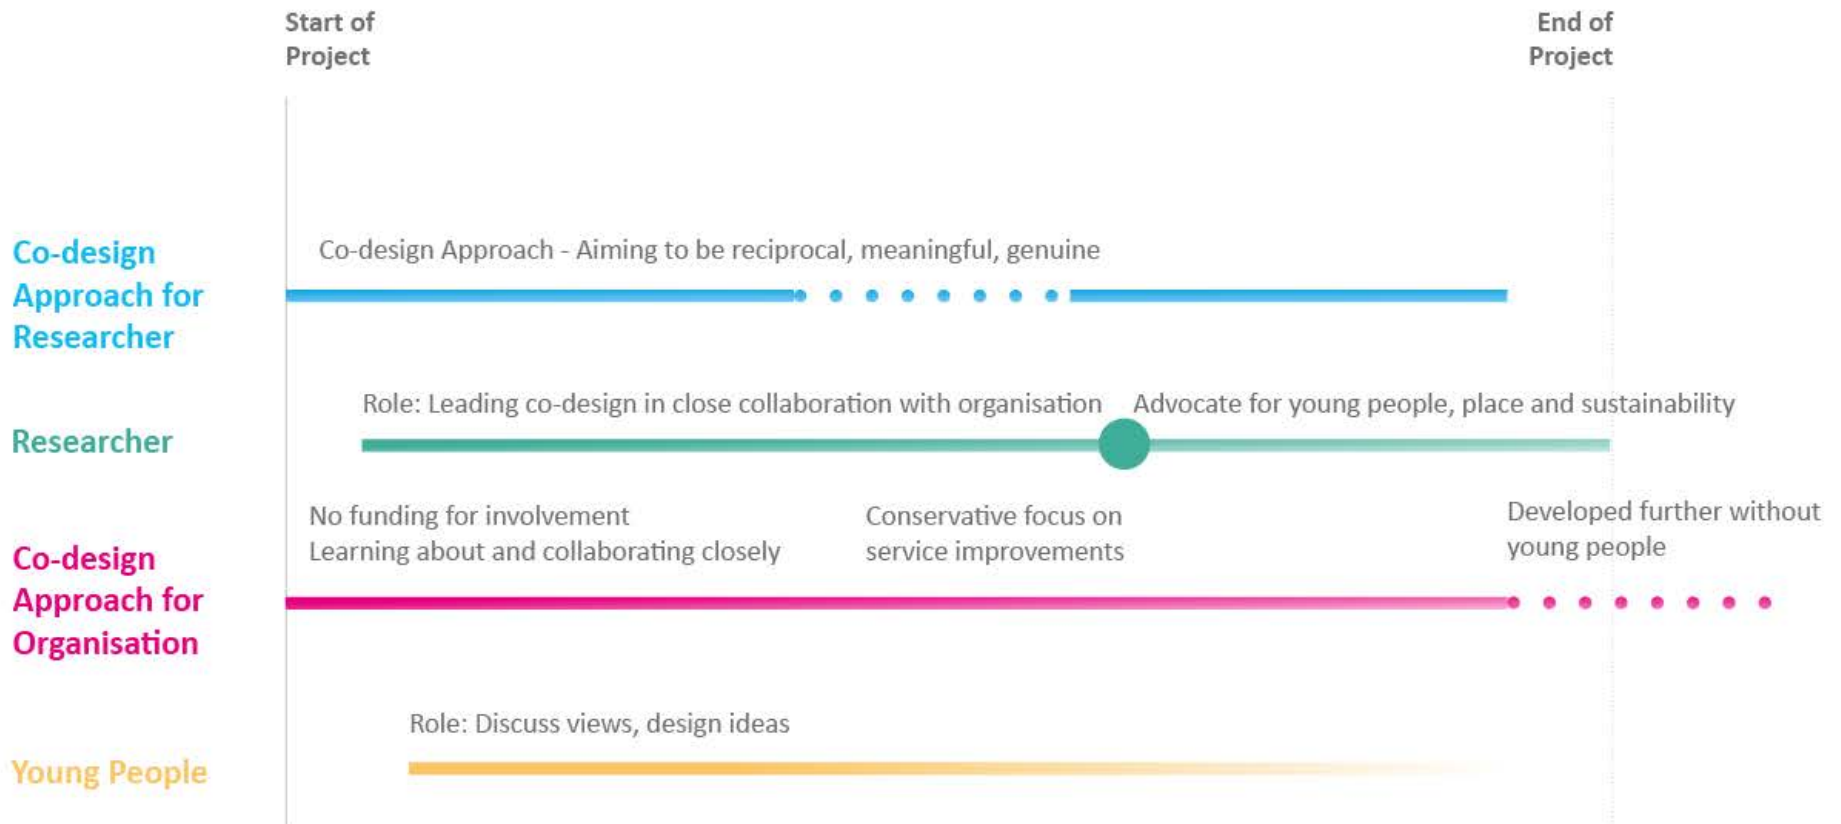 Start of
Project
End of
Project
Co-design
Approach for
Researcher
Co-design Approach - Aiming to be reciprocal, meaningful, genuine
Researcher
Role: Leading co-design in close collaboration with organisation
Advocate for young people, place and sustainability
Co-design
Approach for
Organisation
No funding for involvement
Learning about and collaborating closely
Conservative focus on
service improvements
Developed further without
young people
Young People
Role: Discuss views, design ideas